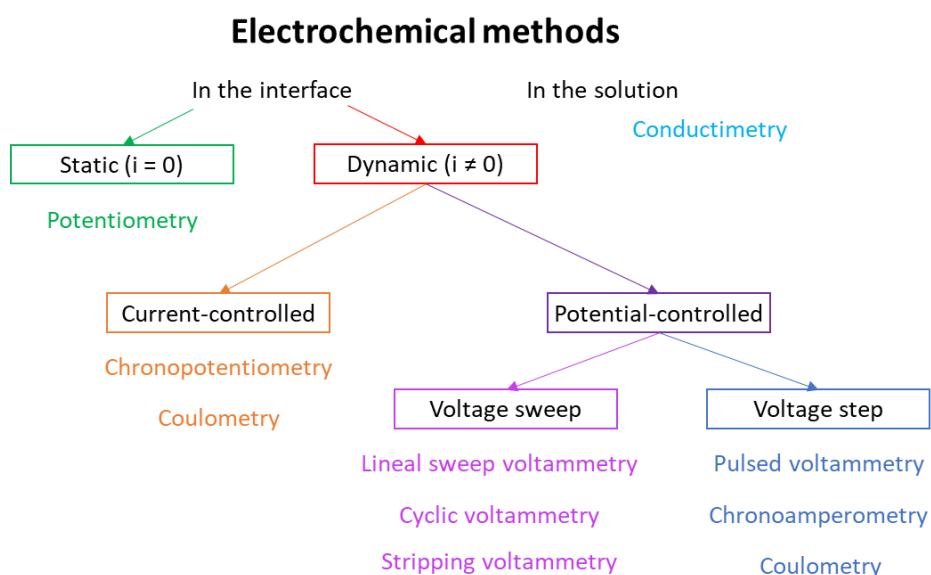 Electrochemical methods
In the interface
In the solution
Conductimetry
Static (i = 0)
Dynamic (i ≠ 0)
Potentiometry
Current-controlled
Potential-controlled
Chronopotentiometry
Coulometry
Voltage sweep
Voltage step
Lineal sweep voltammetry
Pulsed voltammetry
Cyclic voltammetry
Chronoamperometry
Stripping voltammetry
Coulometry